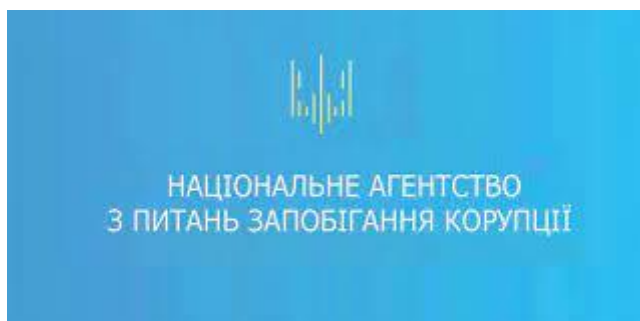 НАЦІОНАЛЬНЕ АГЕНТСТВО
З ПИТАНЬ ЗАПОБІГАННЯ КОРУПЦІЇ